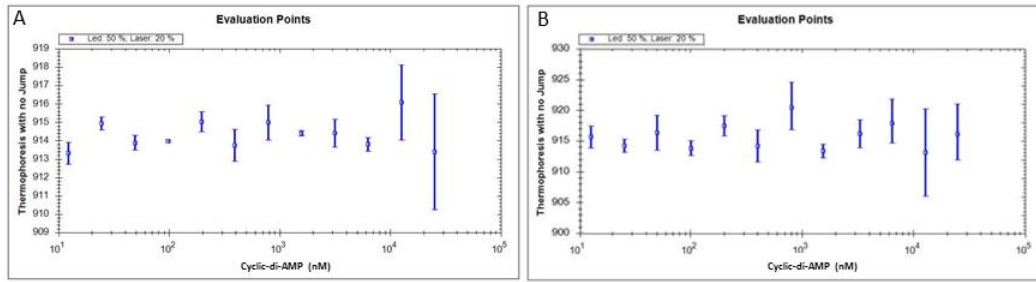 A
Evaluation Points
Led: 50 %; Laser: 20 %
Thermophoresis with no Jump
919
918
917
916
915
914
913
912
911
910
909
10^1
10^2
10^3
10^4
10^5
Cyclic-di-AMP (nM)
B
Evaluation Points
Led: 50 %; Laser: 20 %
Thermophoresis with no Jump
930
925
920
915
910
905
900
10^1
10^2
10^3
10^4
10^5
Cyclic-di-AMP (nM)